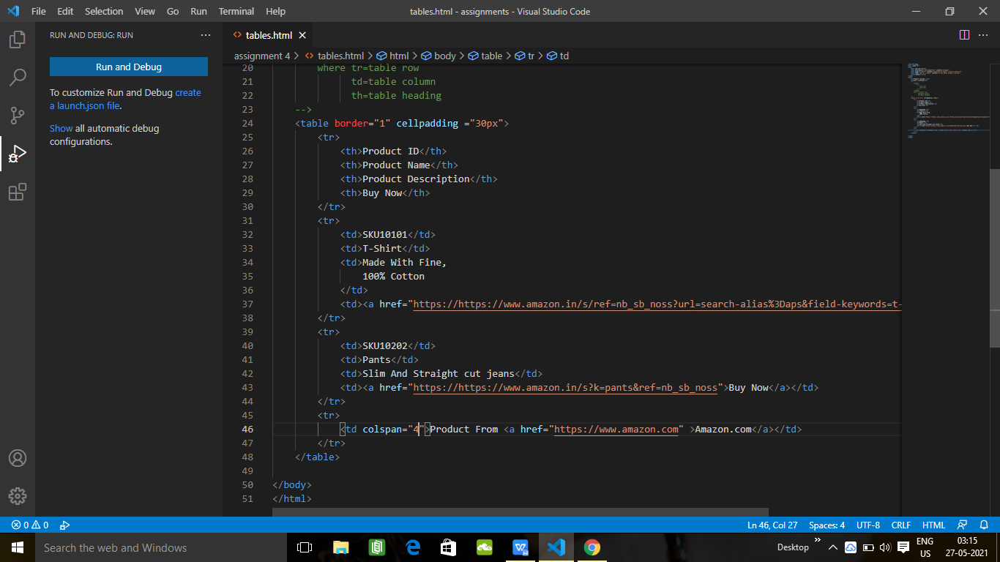 File Edit Selection View Go Run Terminal Help
tables.html - assignments - Visual Studio Code
RUN AND DEBUG: RUN
Run and Debug
To customize Run and Debug create
a launch.json file.
Show all automatic debug
configurations.
tables.html
assignment 4 > tables.html > html > body > table > tr > td
20 where tr=table row
21 td=table column
22 th=table heading
23 -->
24 <table border="1" cellpadding ="30px">
25 <tr>
26 <th>Product ID</th>
27 <th>Product Name</th>
28 <th>Product Description</th>
29 <th>Buy Now</th>
30 </tr>
31 <tr>
32 <td>SKU10101</td>
33 <td>T-Shirt</td>
34 <td>Made With Fine,
35 100% Cotton
36 </td>
37 <td><a href="https://https://www.amazon.in/s/ref=nb_sb_noss?url=search-alias%3Daps&field-keywords=t-
38 </tr>
39 <tr>
40 <td>SKU10202</td>
41 <td>Pants</td>
42 <td>Slim And Straight cut jeans</td>
43 <td><a href="https://https://www.amazon.in/s?k=pants&ref=nb_sb_noss">Buy Now</a></td>
44 </tr>
45 <tr>
46 <td colspan="4">Product From <a href="https://www.amazon.com" >Amazon.com</a></td>
47 </tr>
48 </table>
49
50 </body>
51 </html>
0 0
Ln 46, Col 27 Spaces: 4 UTF-8 CRLF HTML
Search the web and Windows
Desktop
ENG
US
03:15
27-05-2021